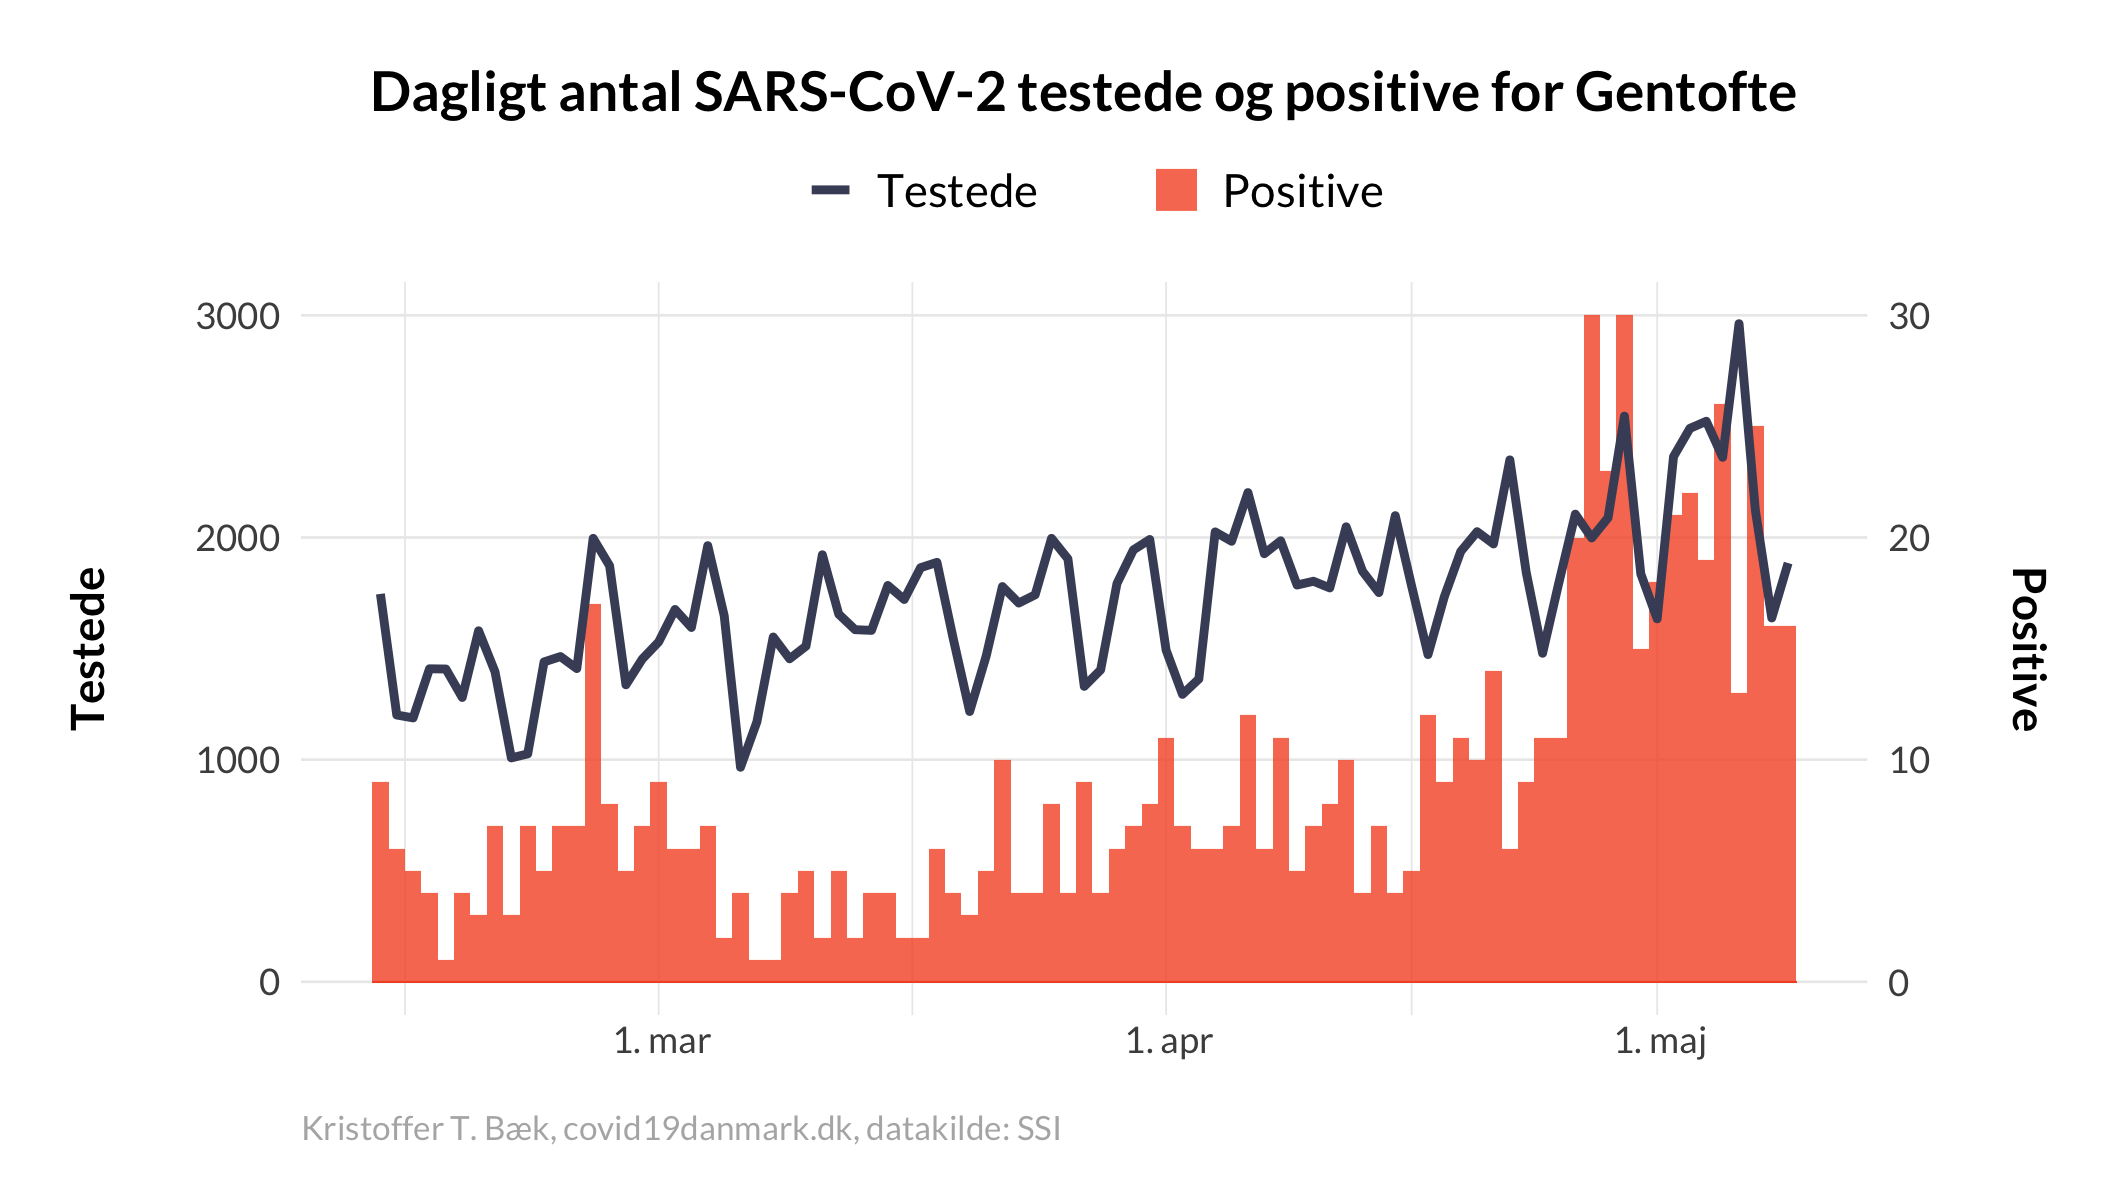 Dagligt antal SARS-CoV-2 testede og positive for Gentofte
Testede
Positive
3000
2000
1000
0
Testede
30
20
10
0
Positive
1. mar
1. apr
1. maj
Kristoffer T. Bæk, covid19danmark.dk, datakilde: SSI